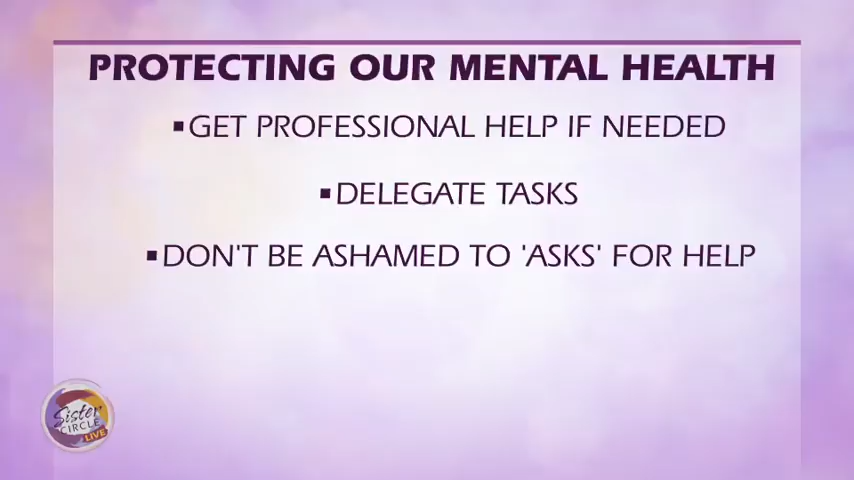 PROTECTING OUR MENTAL HEALTH
▪GET PROFESSIONAL HELP IF NEEDED
▪DELEGATE TASKS
▪DON'T BE ASHAMED TO 'ASKS' FOR HELP
Sister
CIRCLE
LIVE